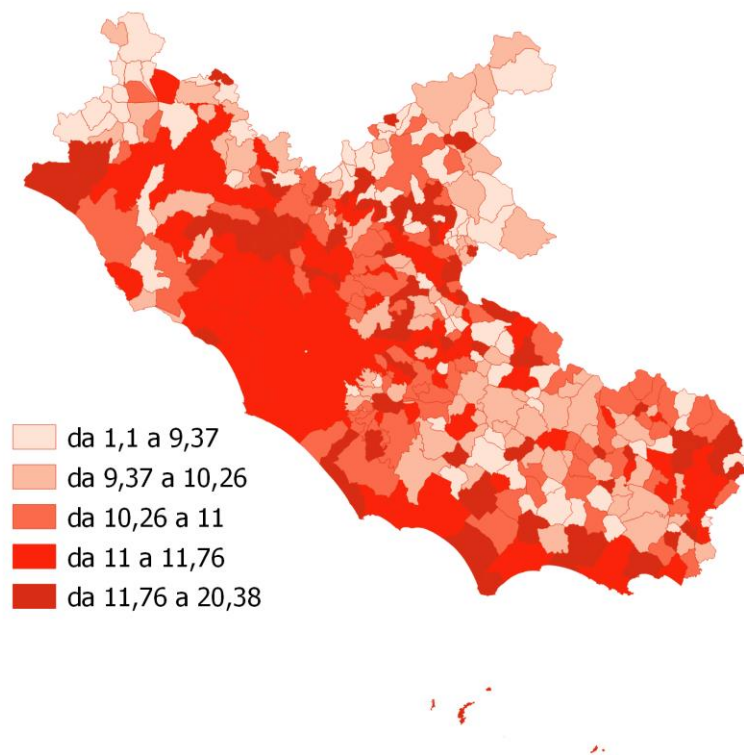 da 1,1 a 9,37
da 9,37 a 10,26
da 10,26 a 11
da 11 a 11,76
da 11,76 a 20,38